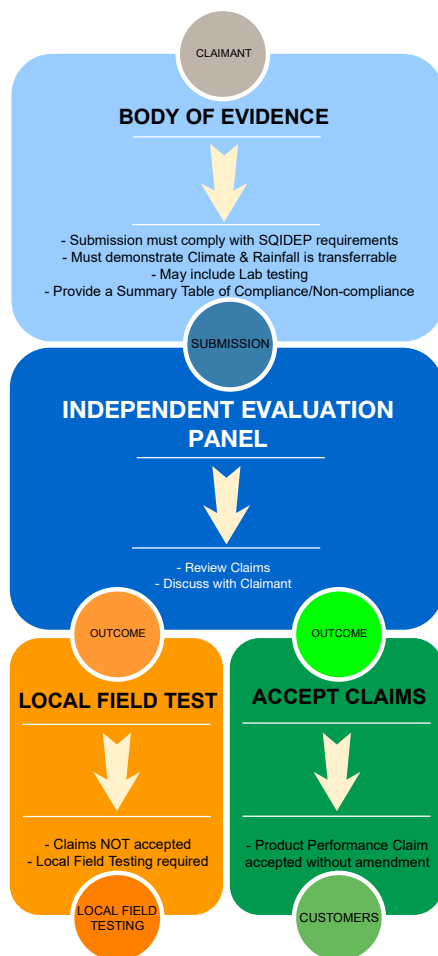 CLAIMANT
BODY OF EVIDENCE
- Submission must comply with SQIDEP requirements
- Must demonstrate Climate & Rainfall is transferrable
- May include Lab testing
- Provide a Summary Table of Compliance/Non-compliance
SUBMISSION
INDEPENDENT EVALUATION
PANEL
- Review Claims
- Discuss with Claimant
OUTCOME
LOCAL FIELD TEST
- Claims NOT accepted
- Local Field Testing required
LOCAL FIELD
TESTING
OUTCOME
ACCEPT CLAIMS
- Product Performance Claim
accepted without amendment
CUSTOMERS